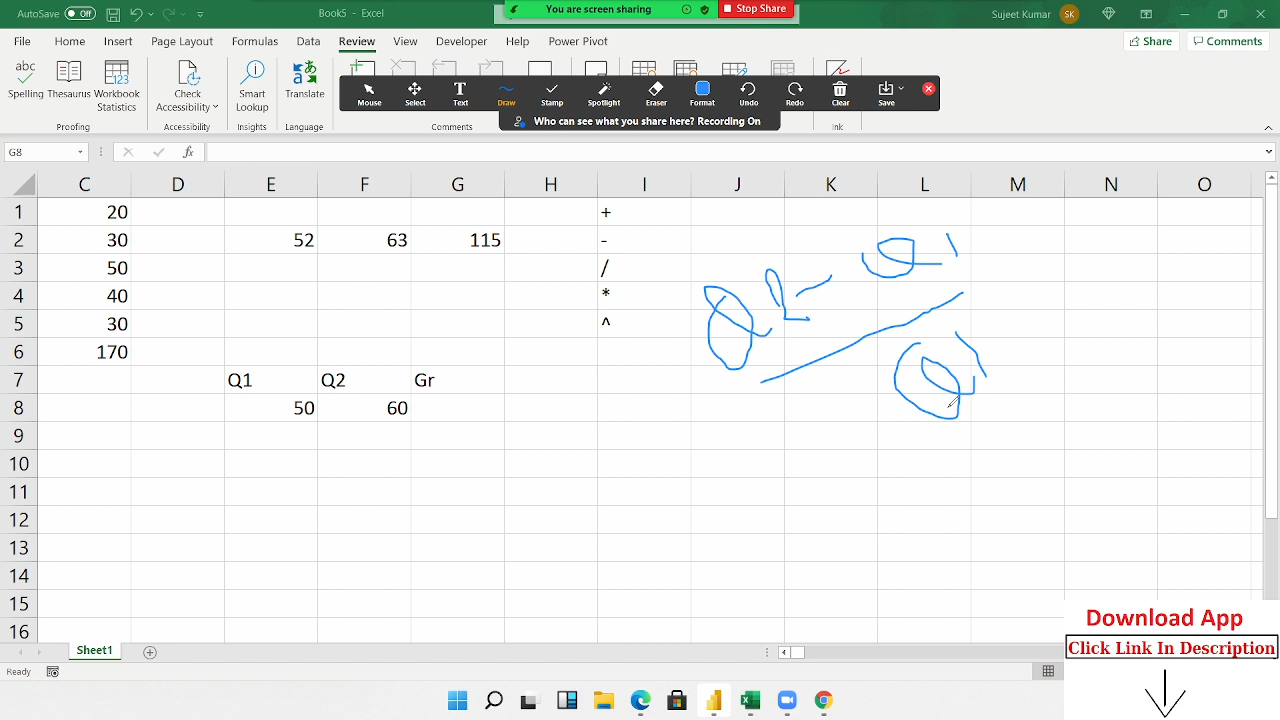 AutoSave Off Book5 - Excel You are screen sharing Stop Share Sujeet Kumar SK
File Home Insert Page Layout Formulas Data Review View Developer Help Power Pivot Share Comments
abc
Spelling Thesaurus Workbook Statistics Check Accessibility Smart Lookup Translate
Mouse Select Text Draw Stamp Spotlight Eraser Format Undo Redo Clear Save
Who can see what you share here? Recording On
Proofing Accessibility Insights Language Comments Ink
G8 fx
C D E F G H I J K L M N O
1 20 +
2 30 52 63 115 -
3 50 /
4 40 *
5 30 ^
6 170
7 Q1 Q2 Gr
8 50 60
9
10
11
12
13
14
15
16
Q2 - Q1
Q1
Sheet1
Ready
Download App
Click Link In Description